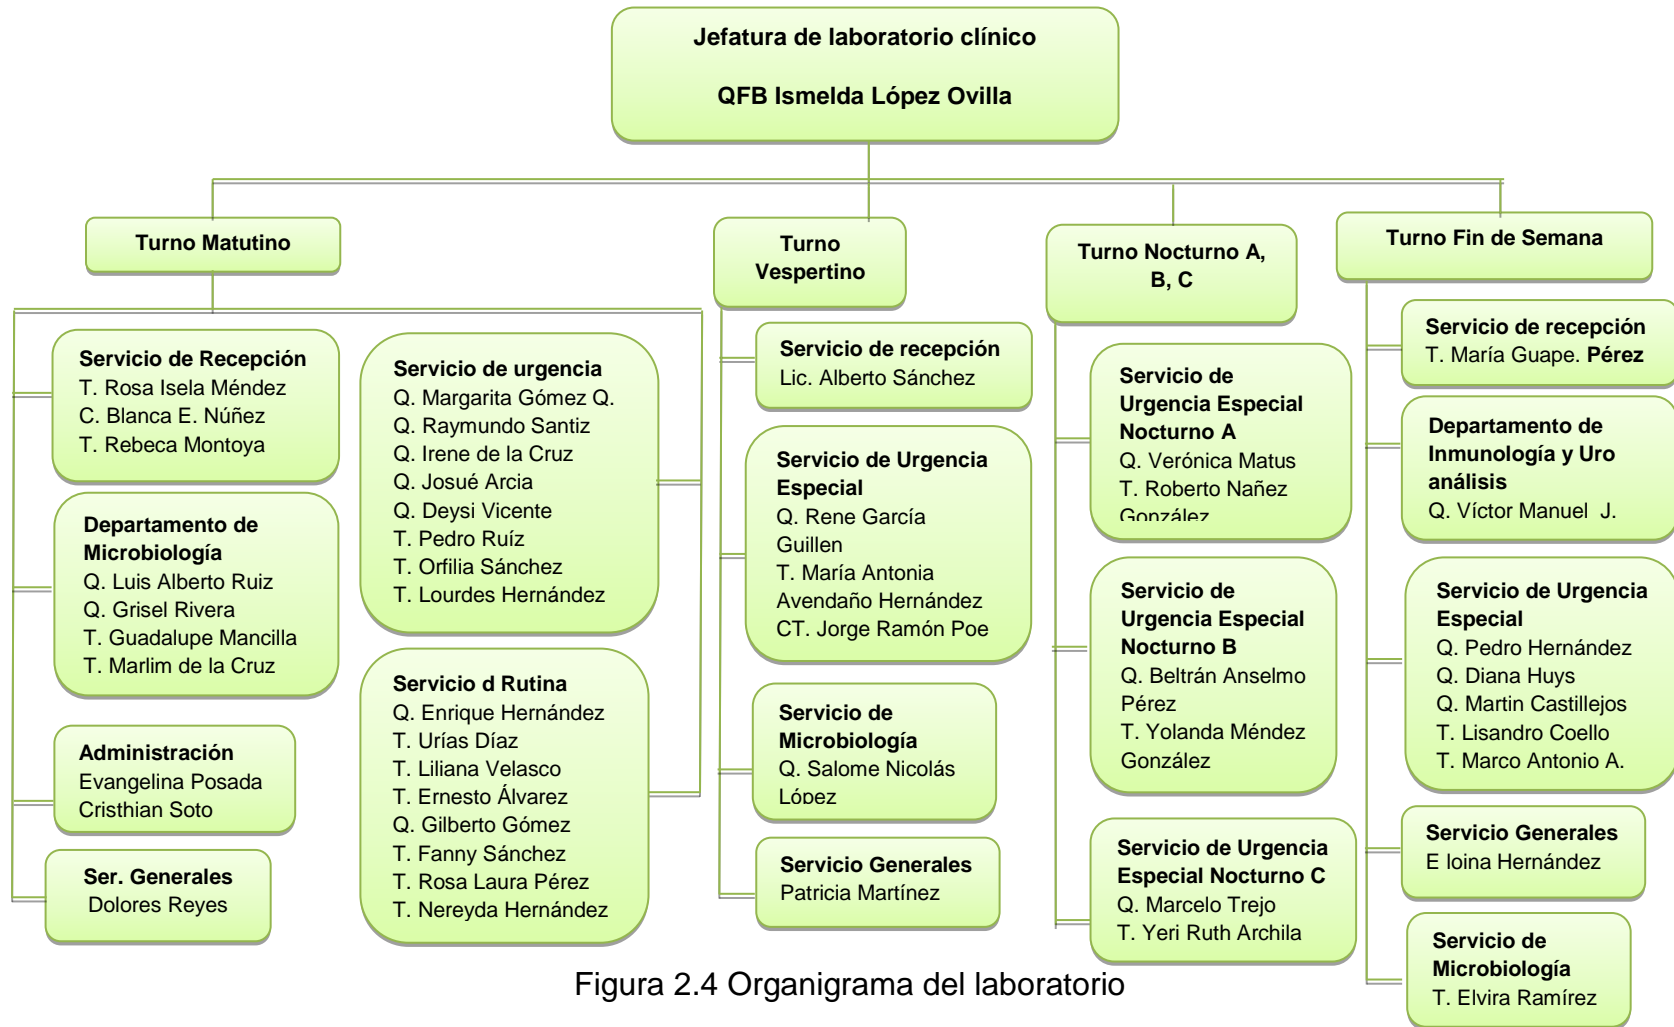 Jefatura de laboratorio clínico
QFB Ismelda López Ovilla
Turno Matutino
Servicio de Recepción
T. Rosa Isela Méndez
C. Blanca E. Núñez
T. Rebeca Montoya
Departamento de
Microbiología
Q. Luis Alberto Ruiz
Q. Grisel Rivera
T. Guadalupe Mancilla
T. Marlim de la Cruz
Administración
Evangelina Posada
Cristhian Soto
Ser. Generales
Dolores Reyes
Servicio de urgencia
Q. Margarita Gómez Q.
Q. Raymundo Santiz
Q. Irene de la Cruz
Q. Josué Arcia
Q. Deysi Vicente
T. Pedro Ruíz
T. Orfilia Sánchez
T. Lourdes Hernández
Servicio d Rutina
Q. Enrique Hernández
T. Urías Díaz
T. Liliana Velasco
T. Ernesto Álvarez
Q. Gilberto Gómez
T. Fanny Sánchez
T. Rosa Laura Pérez
T. Nereyda Hernández
Turno
Vespertino
Servicio de recepción
Lic. Alberto Sánchez
Servicio de Urgencia
Especial
Q. Rene García
Guillen
T. María Antonia
Avendaño Hernández
CT. Jorge Ramón Poe
Servicio de
Microbiología
Q. Salome Nicolás
López
Servicio Generales
Patricia Martínez
Turno Nocturno A,
B, C
Servicio de
Urgencia Especial
Nocturno A
Q. Verónica Matus
T. Roberto Nañez
González
Servicio de
Urgencia Especial
Nocturno B
Q. Beltrán Anselmo
Pérez
T. Yolanda Méndez
González
Servicio de Urgencia
Especial Nocturno C
Q. Marcelo Trejo
T. Yeri Ruth Archila
Turno Fin de Semana
Servicio de recepción
T. María Guape. Pérez
Departamento de
Inmunología y Uro
análisis
Q. Víctor Manuel J.
Servicio de Urgencia
Especial
Q. Pedro Hernández
Q. Diana Huys
Q. Martin Castillejos
T. Lisandro Coello
T. Marco Antonio A.
Servicio Generales
E loina Hernández
Servicio de
Microbiología
T. Elvira Ramírez
Figura 2.4 Organigrama del laboratorio